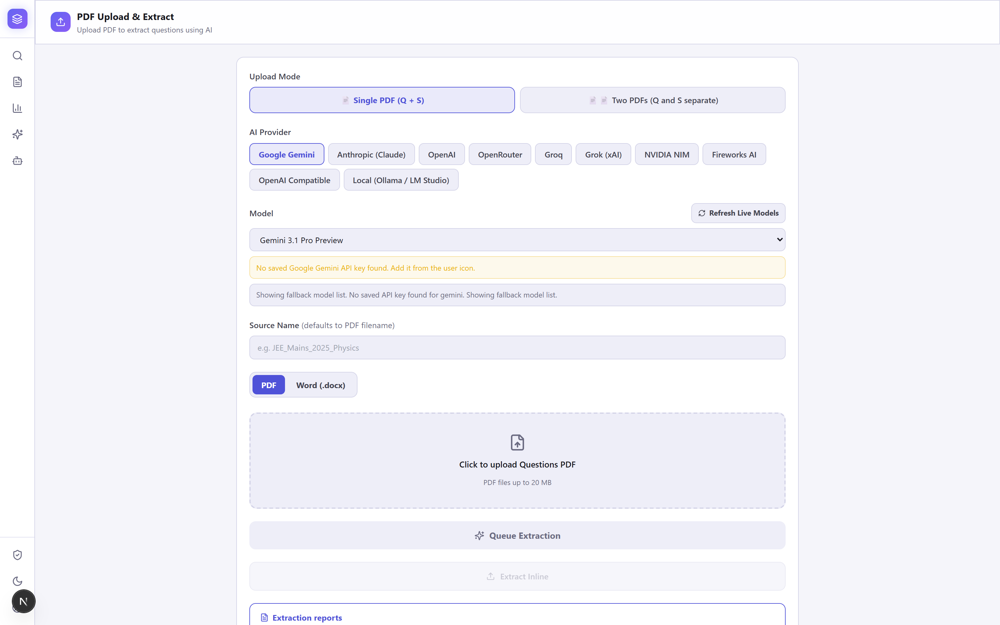 PDF Upload & Extract
Upload PDF to extract questions using AI
Upload Mode
Single PDF (Q + S)
Two PDFs (Q and S separate)
AI Provider
Google Gemini
Anthropic (Claude)
OpenAI
OpenRouter
Groq
Grok (xAI)
NVIDIA NIM
Fireworks AI
OpenAI Compatible
Local (Ollama / LM Studio)
Model
Refresh Live Models
Gemini 3.1 Pro Preview
No saved Google Gemini API key found. Add it from the user icon.
Showing fallback model list. No saved API key found for gemini. Showing fallback model list.
Source Name (defaults to PDF filename)
e.g. JEE_Mains_2025_Physics
PDF
Word (.docx)
Click to upload Questions PDF
PDF files up to 20 MB
Queue Extraction
Extract Inline
N
Extraction reports